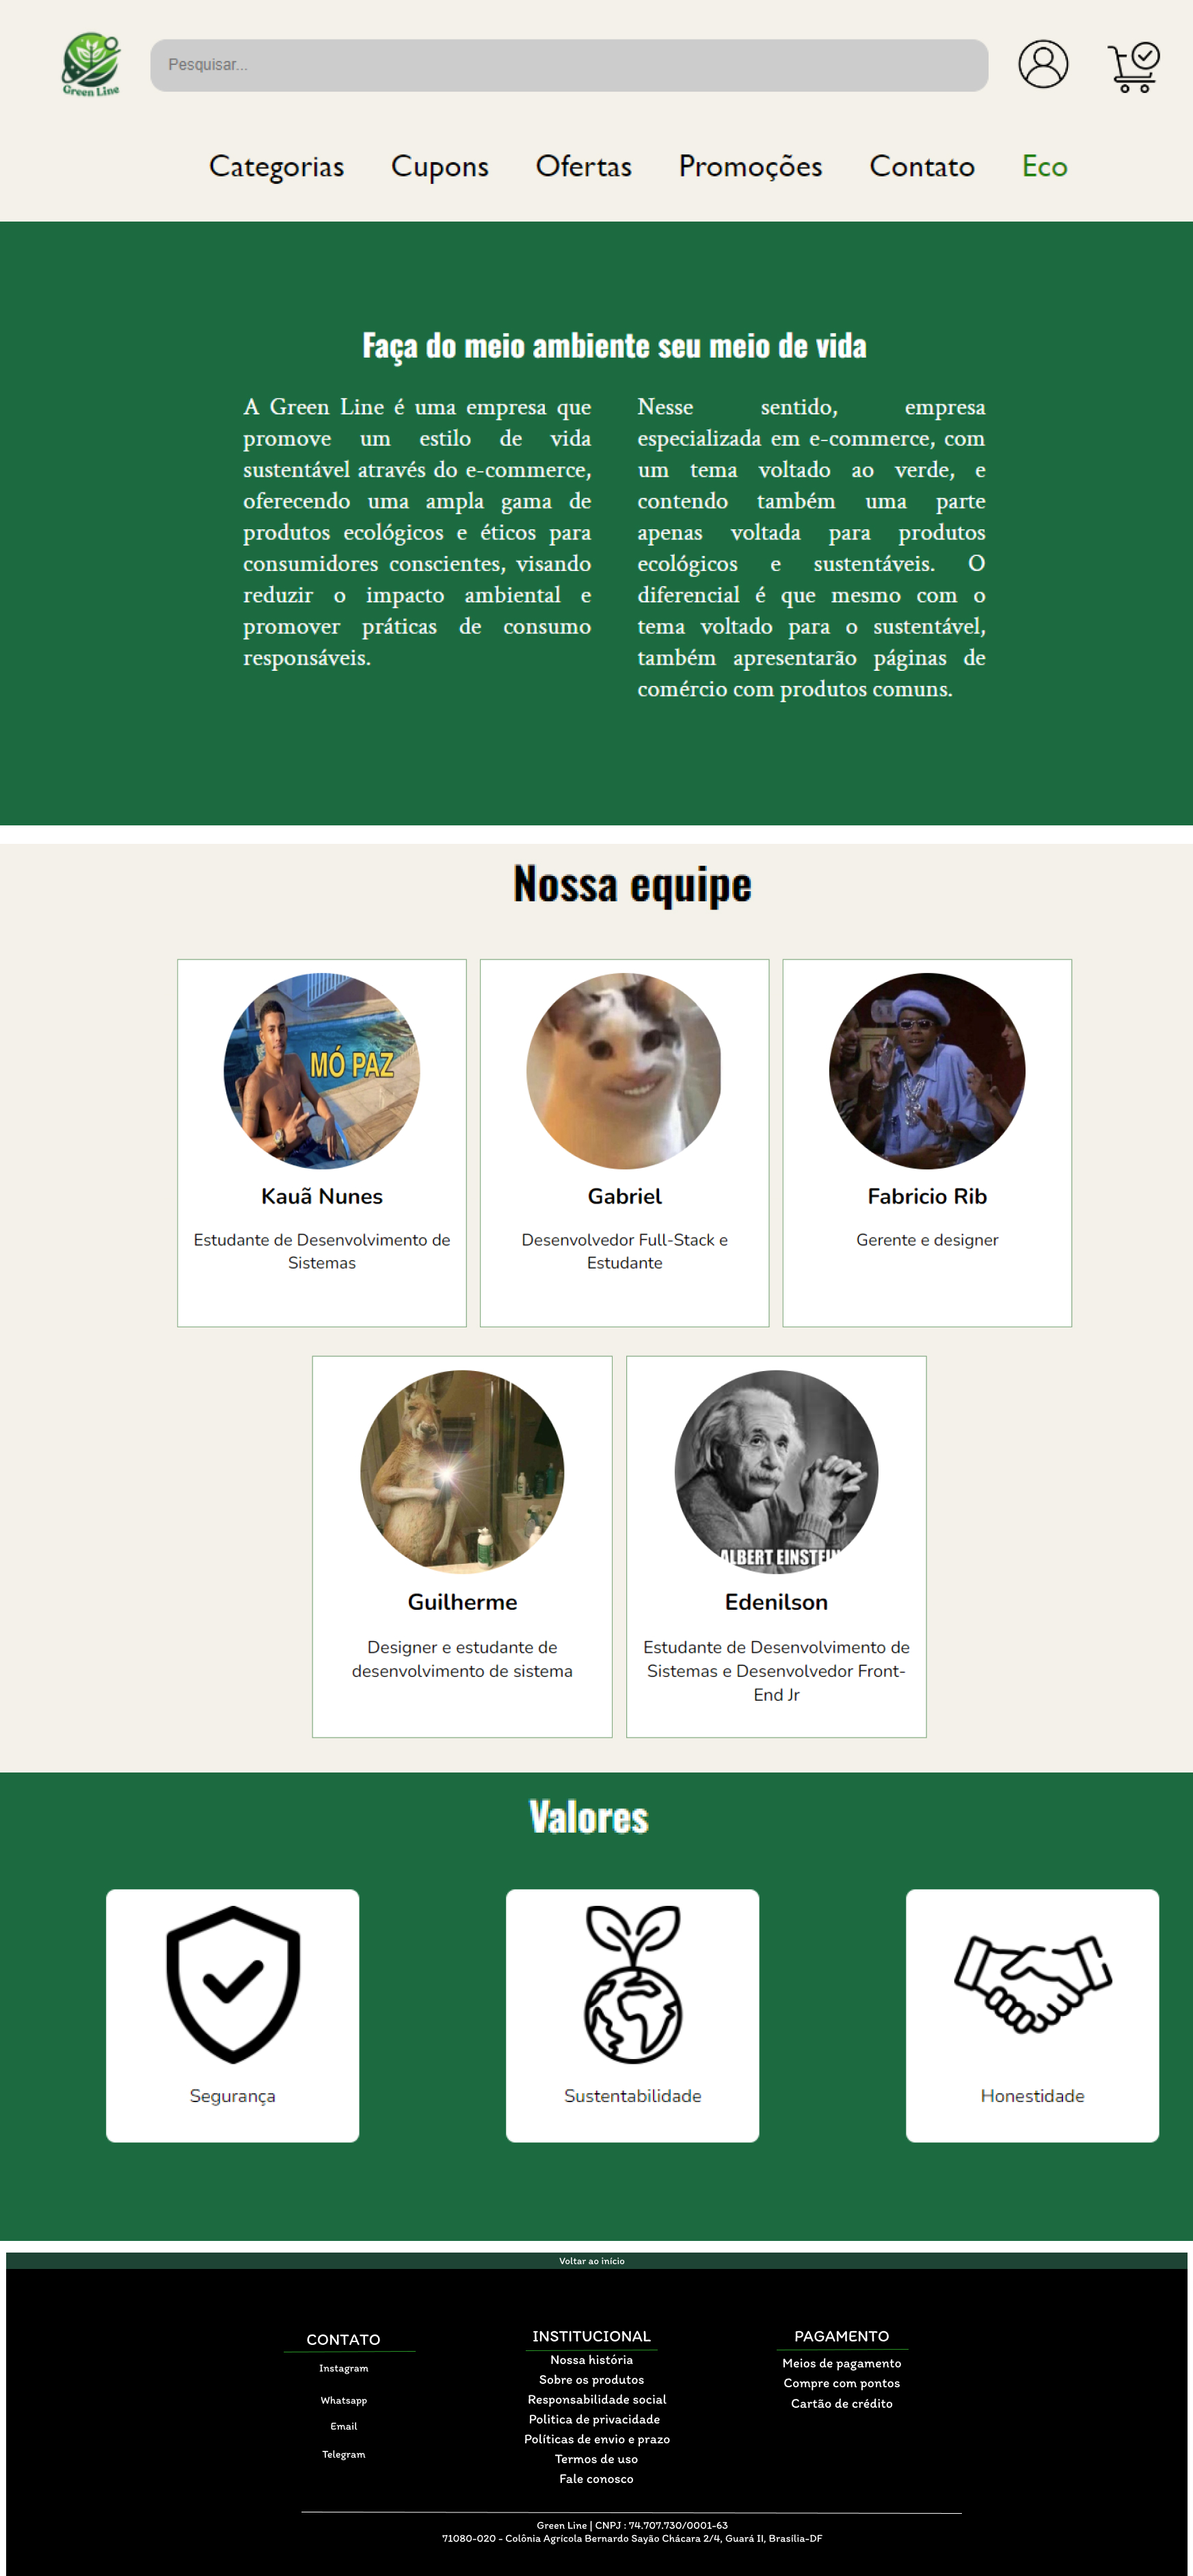 Green Line
Pesquisar...
Categorias Cupons Ofertas Promoções Contato Eco
Faça do meio ambiente seu meio de vida
A Green Line é uma empresa que
promove um estilo de vida
sustentável através do e-commerce,
oferecendo uma ampla gama de
produtos ecológicos e éticos para
consumidores conscientes, visando
reduzir o impacto ambiental e
promover práticas de consumo
responsáveis.
Nesse sentido, empresa
especializada em e-commerce, com
um tema voltado ao verde, e
contendo também uma parte
apenas voltada para produtos
ecológicos e sustentáveis. O
diferencial é que mesmo com o
tema voltado para o sustentável,
também apresentarão páginas de
comércio com produtos comuns.
Nossa equipe
MÓ PAZ
Kauã Nunes
Estudante de Desenvolvimento de
Sistemas
Gabriel
Desenvolvedor Full-Stack e
Estudante
Fabricio Rib
Gerente e designer
Guilherme
Designer e estudante de
desenvolvimento de sistema
ALBERT EINSTEIN
Edenilson
Estudante de Desenvolvimento de
Sistemas e Desenvolvedor Front-
End Jr
Valores
Segurança
Sustentabilidade
Honestidade
Voltar ao início
CONTATO
Instagram
Whatsapp
Email
Telegram
INSTITUCIONAL
Nossa história
Sobre os produtos
Responsabilidade social
Politica de privacidade
Políticas de envio e prazo
Termos de uso
Fale conosco
PAGAMENTO
Meios de pagamento
Compre com pontos
Cartão de crédito
Green Line | CNPJ : 74.707.730/0001-63
71080-020 - Colônia Agrícola Bernardo Sayão Chácara 2/4, Guará II, Brasília-DF